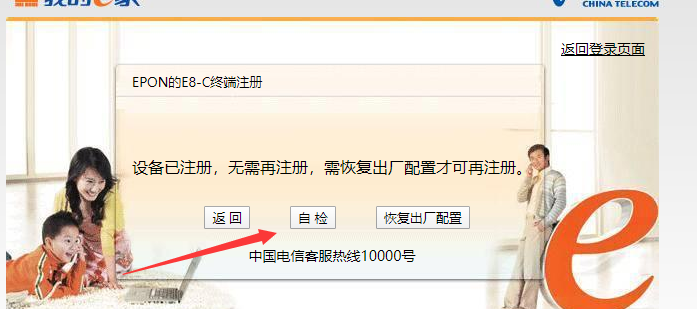 我的e家
CHINA TELECOM
返回登录页面
EPON的E8-C终端注册
设备已注册，无需再注册，需恢复出厂配置才可再注册。
返 回
自 检
恢复出厂配置
中国电信客服热线10000号
e